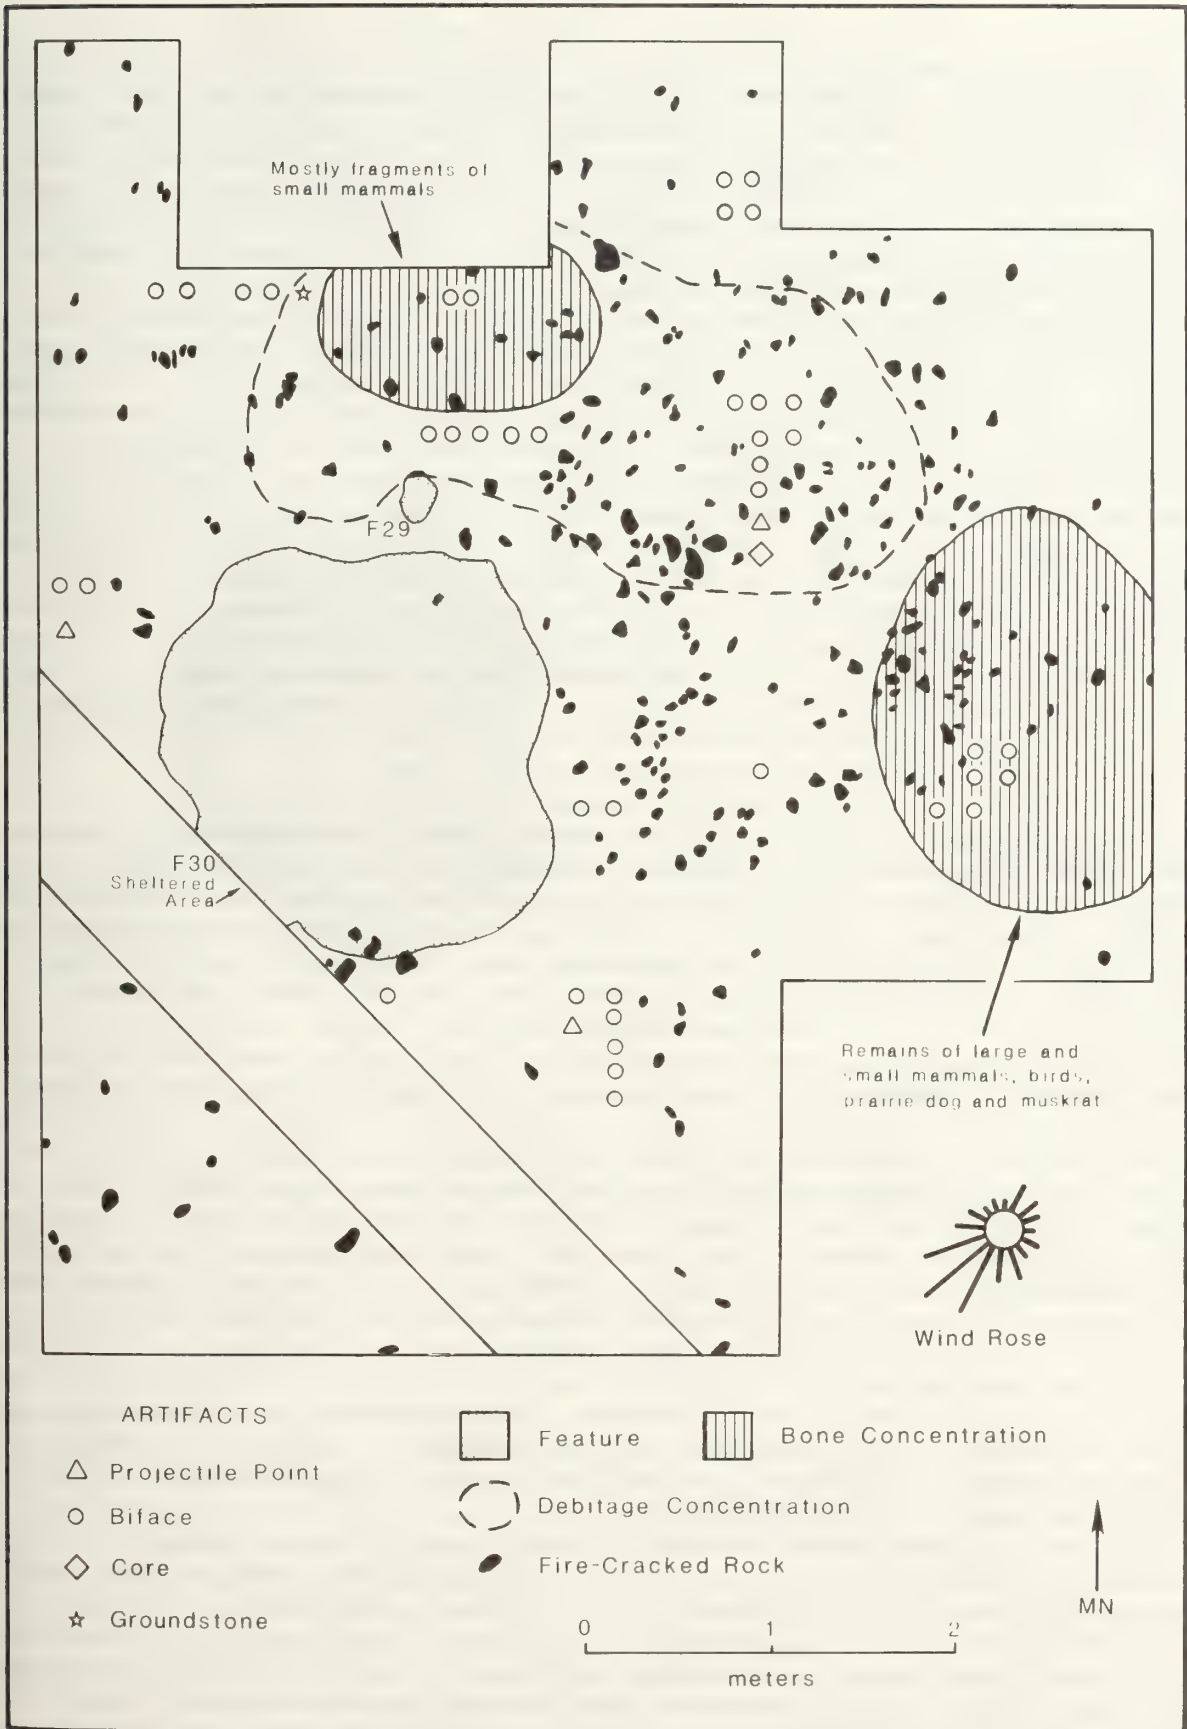 Mostly fragments of
small mammals
F29
F30
Sheltered
Area
Remains of large and
small mammals, birds,
prairie dog and muskrat
Wind Rose
ARTIFACTS
Projectile Point
Biface
Core
Groundstone
Feature
Bone Concentration
Debitage Concentration
Fire-Cracked Rock
MN
0 1 2
meters